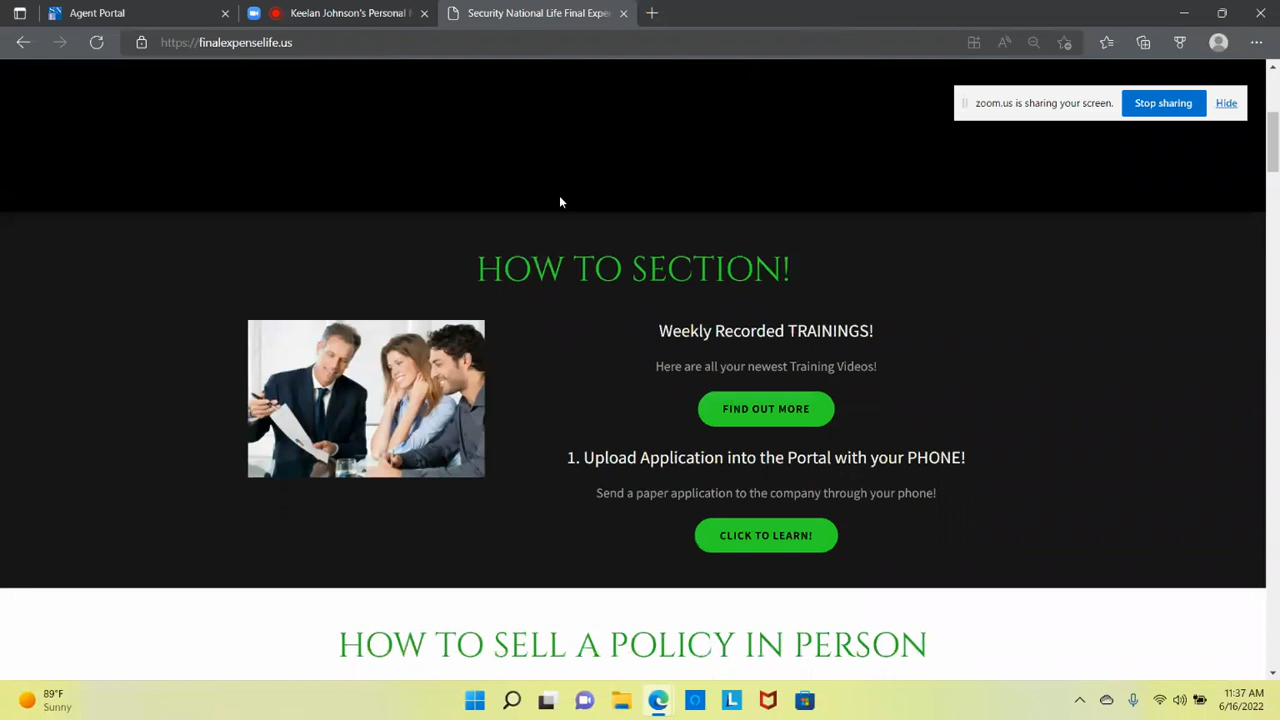 Agent Portal
Keelan Johnson's Personal
Security National Life Final Expe
https://finalexpenselife.us
zoom.us is sharing your screen.
Stop sharing
Hide
HOW TO SECTION!
Weekly Recorded TRAININGS!
Here are all your newest Training Videos!
FIND OUT MORE
1. Upload Application into the Portal with your PHONE!
Send a paper application to the company through your phone!
CLICK TO LEARN!
HOW TO SELL A POLICY IN PERSON
89°F
Sunny
11:37 AM
6/16/2022